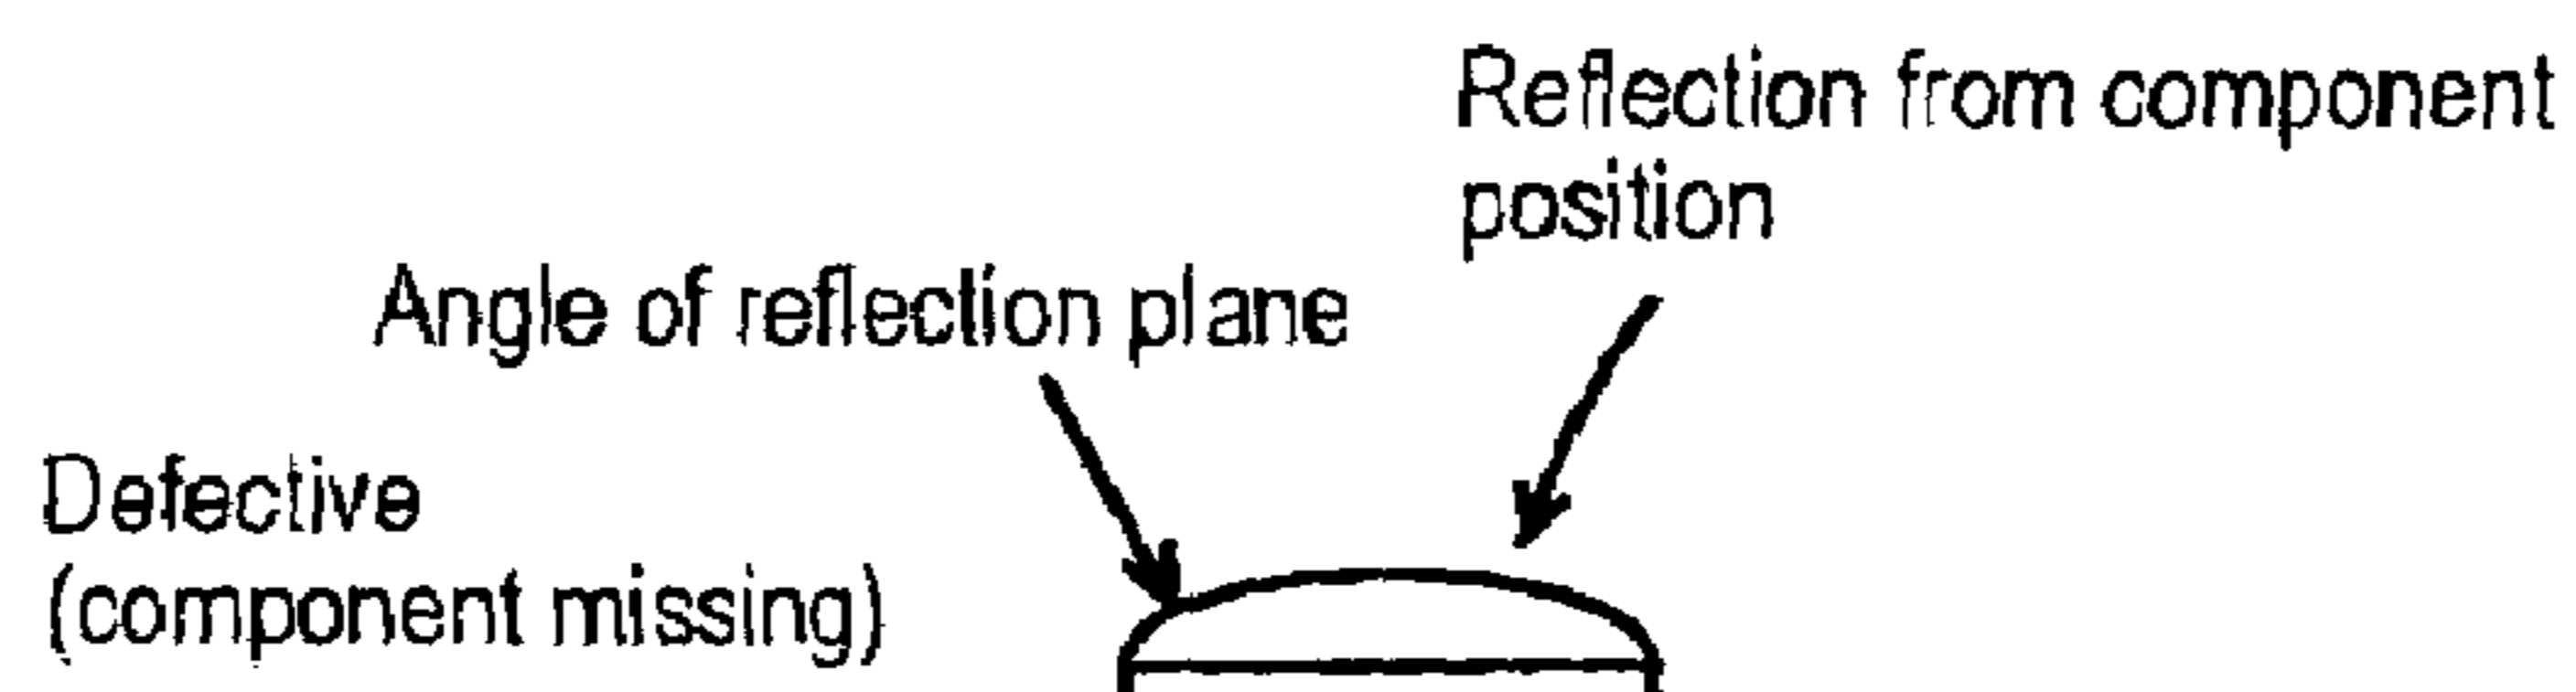 Reflection from component
position
Angle of reflection plane
Defective
(component missing)